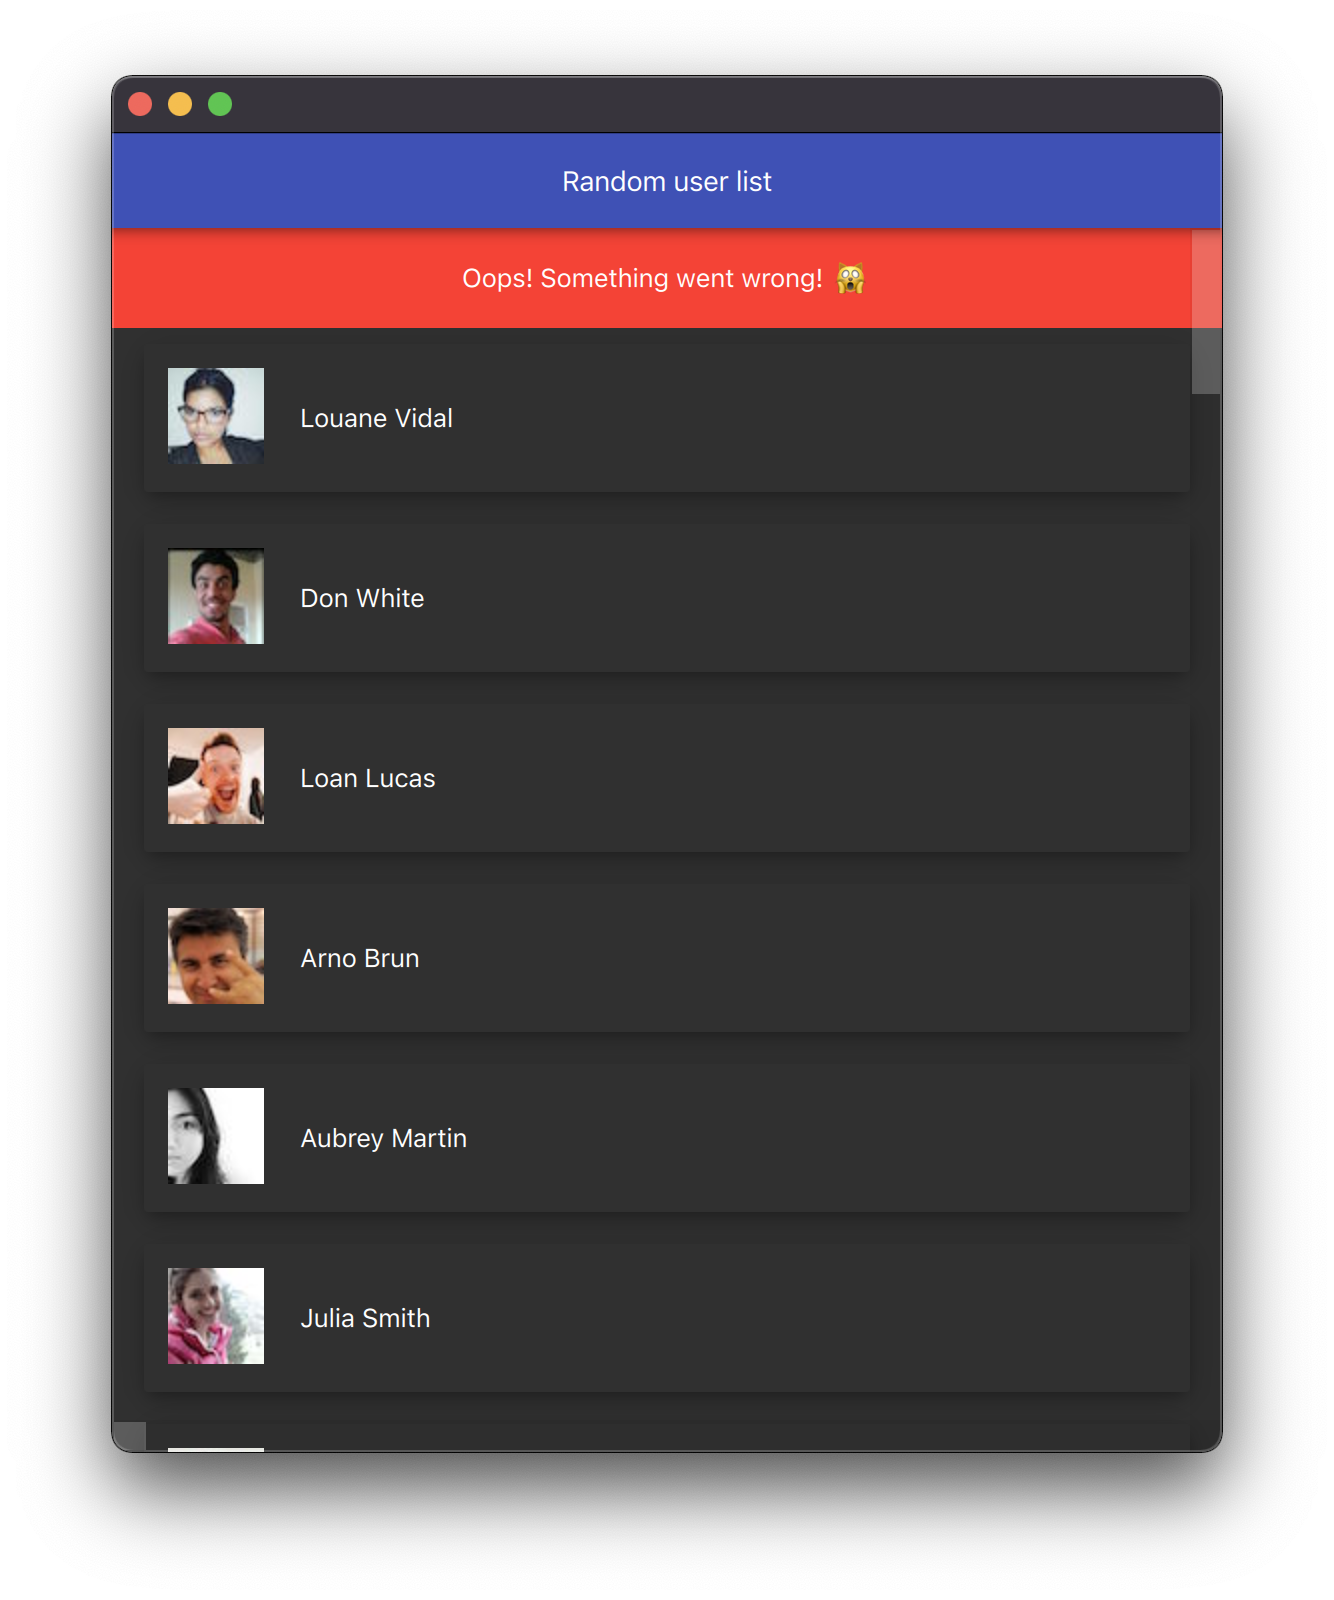 Random user list
Oops! Something went wrong! 🙀
Louane Vidal
Don White
Loan Lucas
Arno Brun
Aubrey Martin
Julia Smith